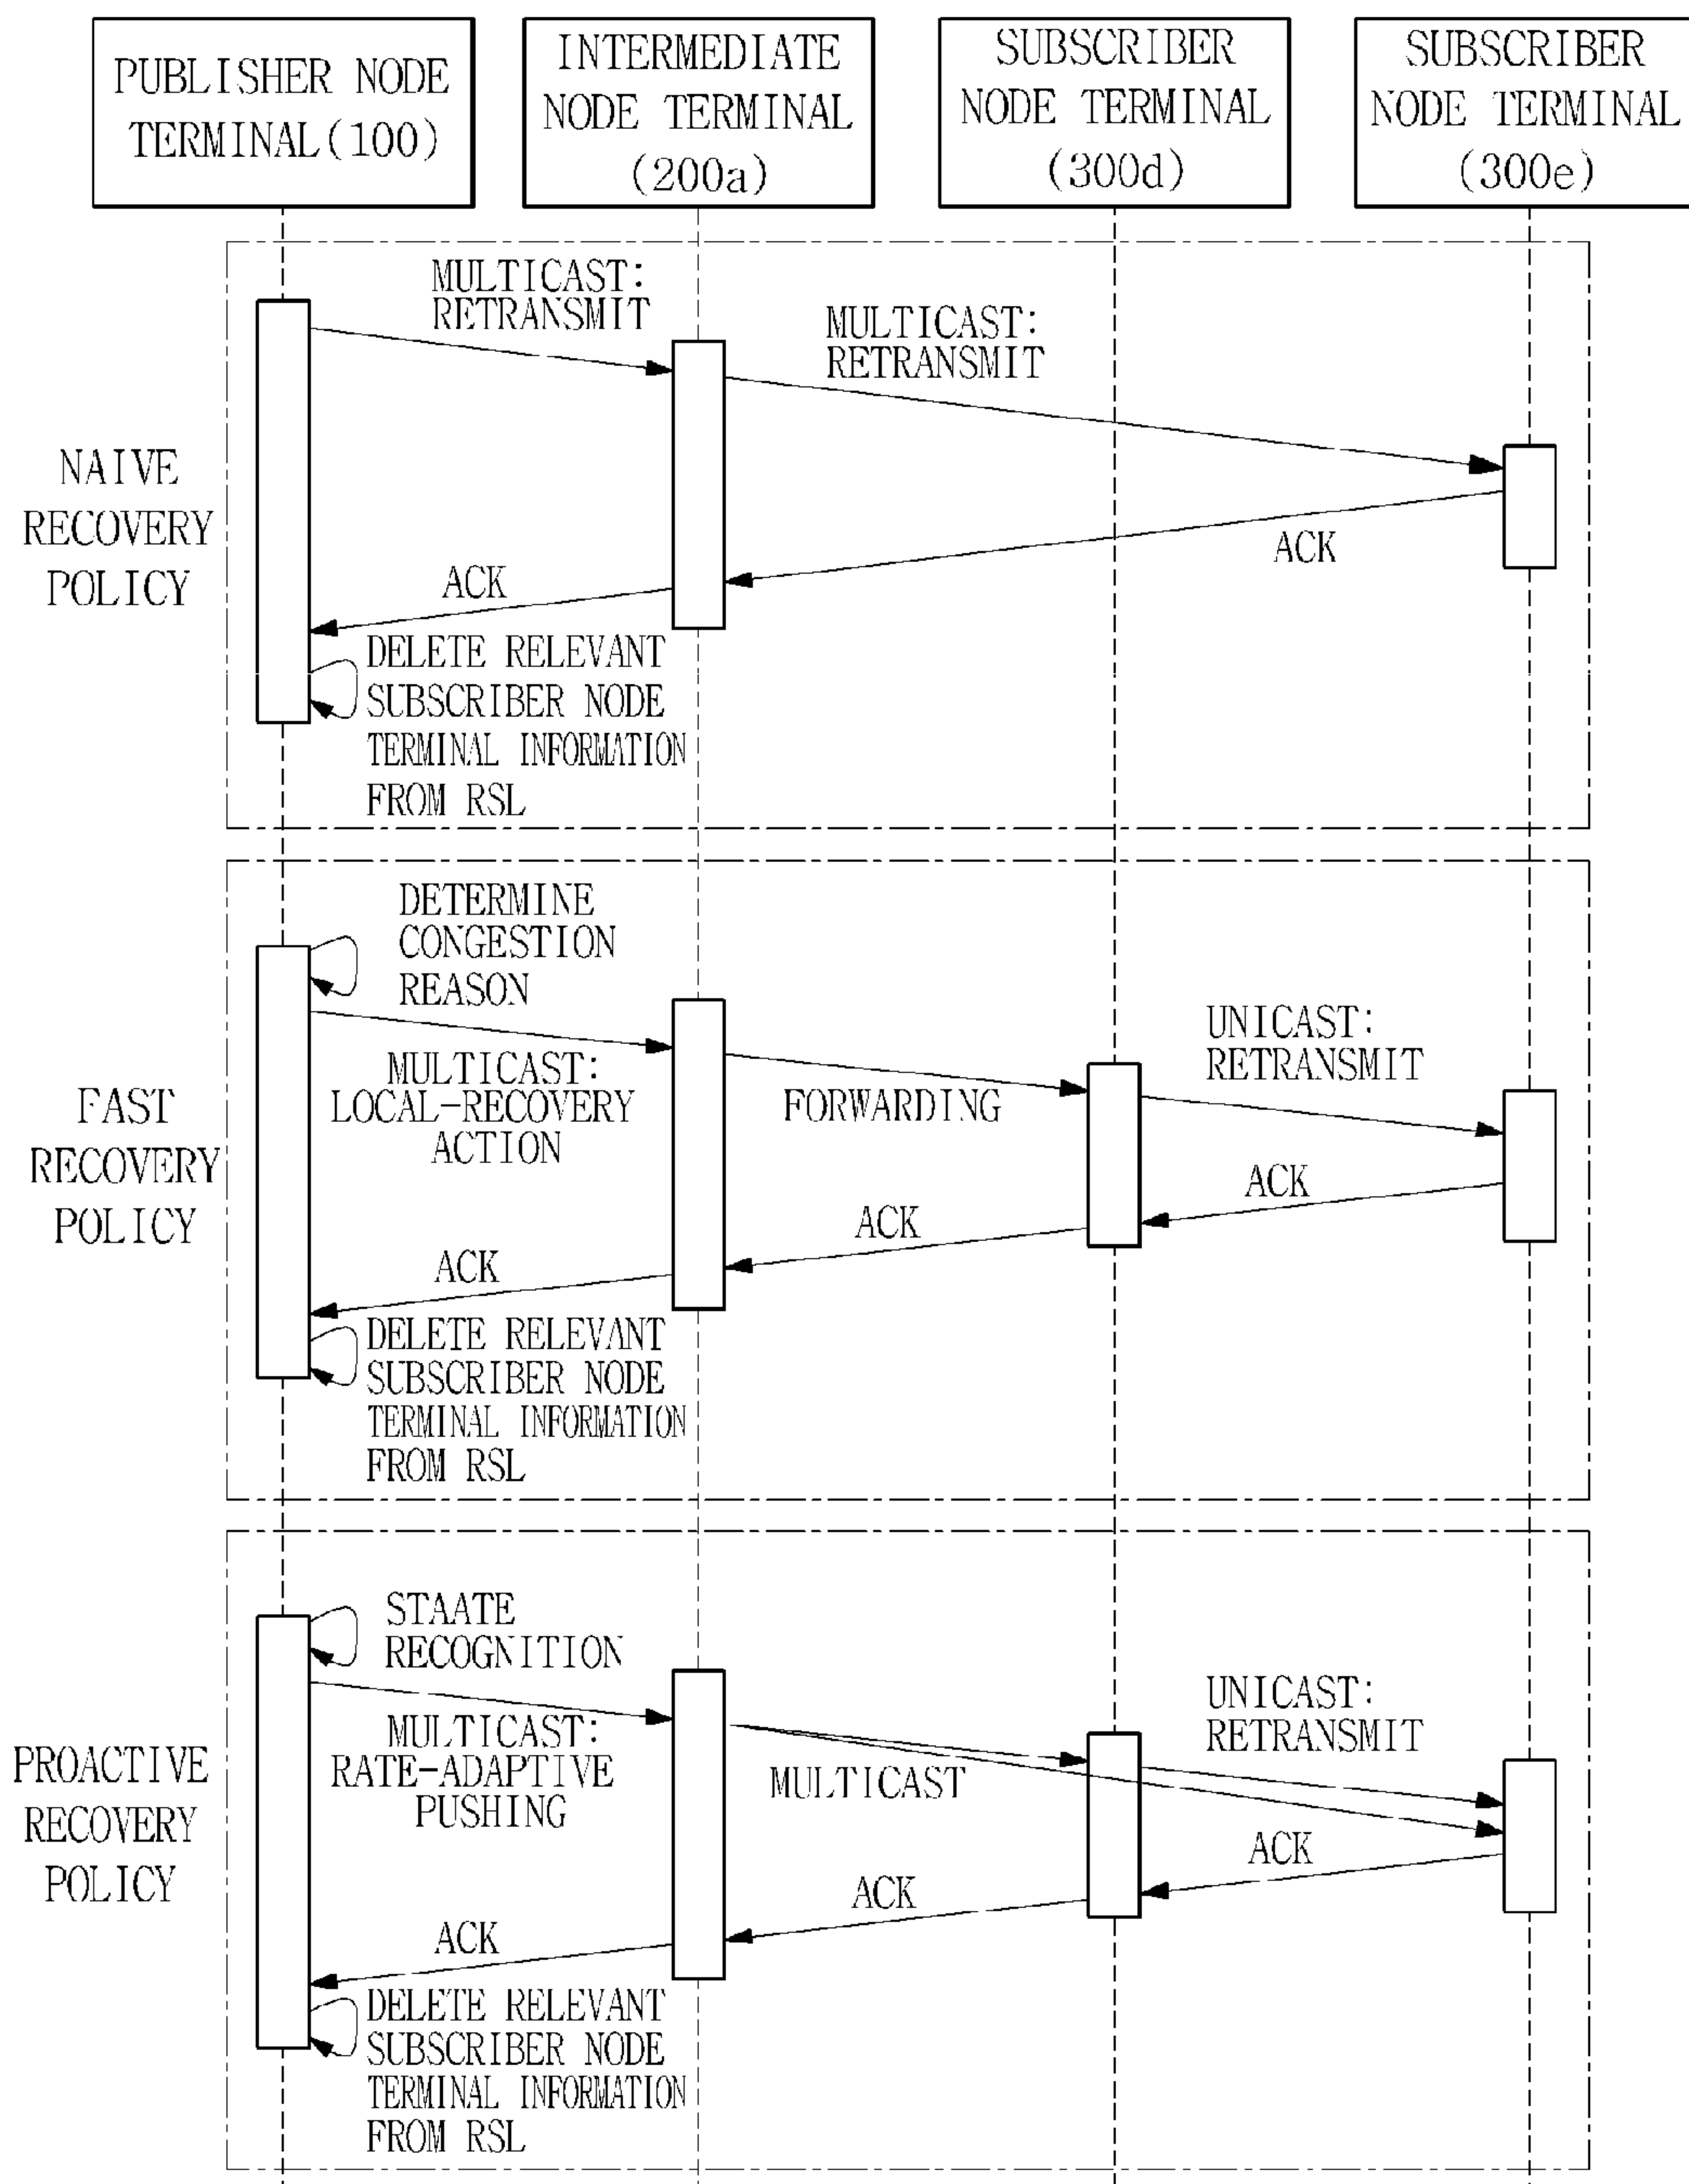 PUBLISHER NODE
TERMINAL(100)
INTERMEDIATE
NODE TERMINAL
(200a)
SUBSCRIBER
NODE TERMINAL
(300d)
SUBSCRIBER
NODE TERMINAL
(300e)
NAIVE
RECOVERY
POLICY
MULTICAST:
RETRANSMIT
MULTICAST:
RETRANSMIT
ACK
ACK
DELETE RELEVANT
SUBSCRIBER NODE
TERMINAL INFORMATION
FROM RSL
FAST
RECOVERY
POLICY
DETERMINE
CONGESTION
REASON
MULTICAST:
LOCAL-RECOVERY
ACTION
FORWARDING
UNICAST:
RETRANSMIT
ACK
ACK
ACK
DELETE RELEVANT
SUBSCRIBER NODE
TERMINAL INFORMATION
FROM RSL
PROACTIVE
RECOVERY
POLICY
STAATE
RECOGNITION
MULTICAST:
RATE-ADAPTIVE
PUSHING
MULTICAST
UNICAST:
RETRANSMIT
ACK
ACK
ACK
DELETE RELEVANT
SUBSCRIBER NODE
TERMINAL INFORMATION
FROM RSL